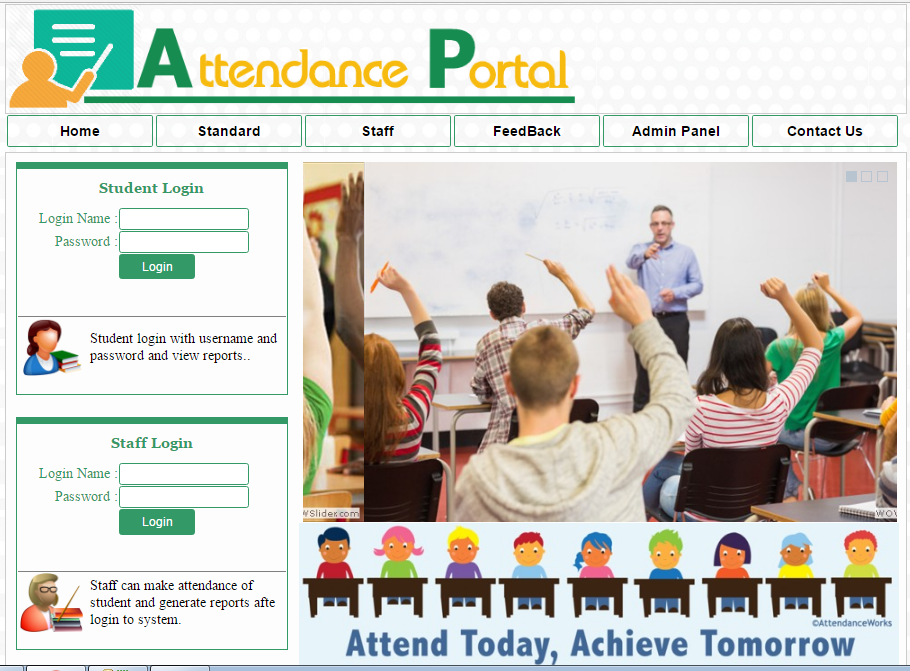 Attendance Portal
Home
Standard
Staff
FeedBack
Admin Panel
Contact Us
Student Login
Login Name :
Password :
Login
Student login with username and
password and view reports..
Staff Login
Login Name :
Password :
Login
Staff can make attendance of
student and generate reports afte
login to system.
WSlider.com
WOW
©AttendanceWorks
Attend Today, Achieve Tomorrow